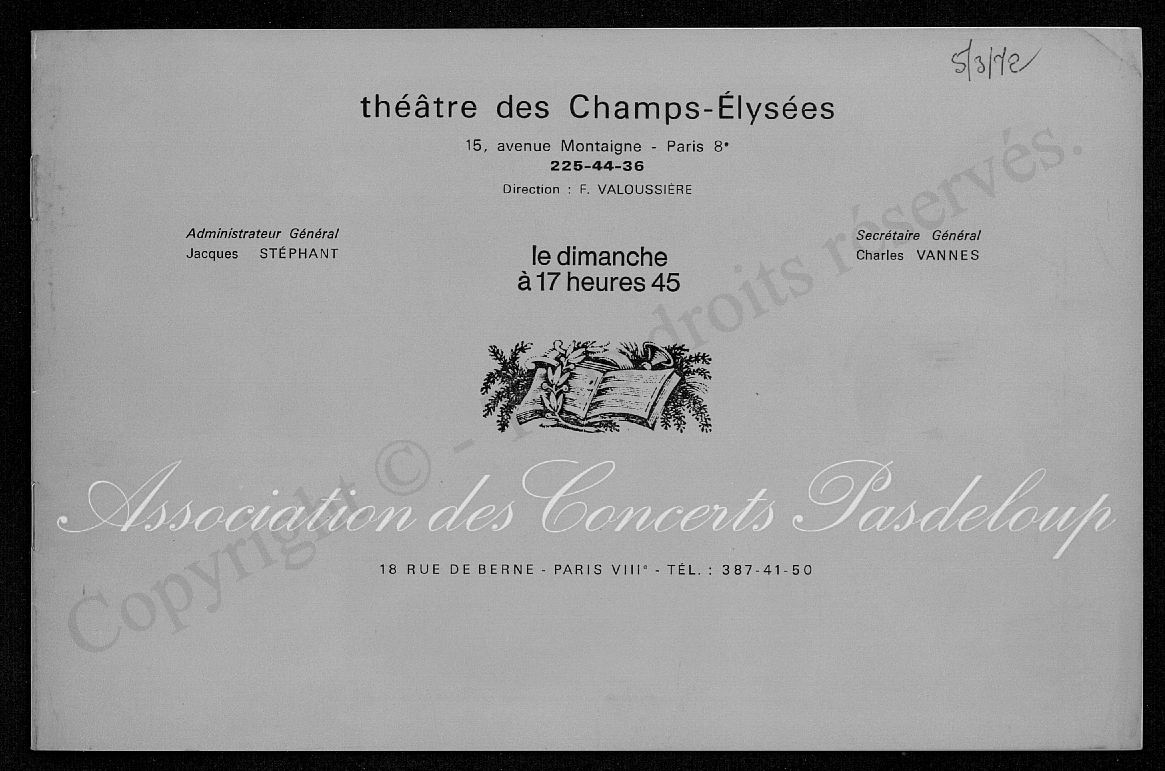 5/3/72
théâtre des Champs-Élysées
15, avenue Montaigne - Paris 8e
225-44-36
Direction : F. VALOUSSIÈRE
Administrateur Général
Jacques STÉPHANT
le dimanche
à 17 heures 45
Secrétaire Général
Charles VANNES
Association des Concerts Pasdeloup
18 RUE DE BERNE - PARIS VIIIe - TÉL. : 387-41-50
Copyright © - droits réservés.